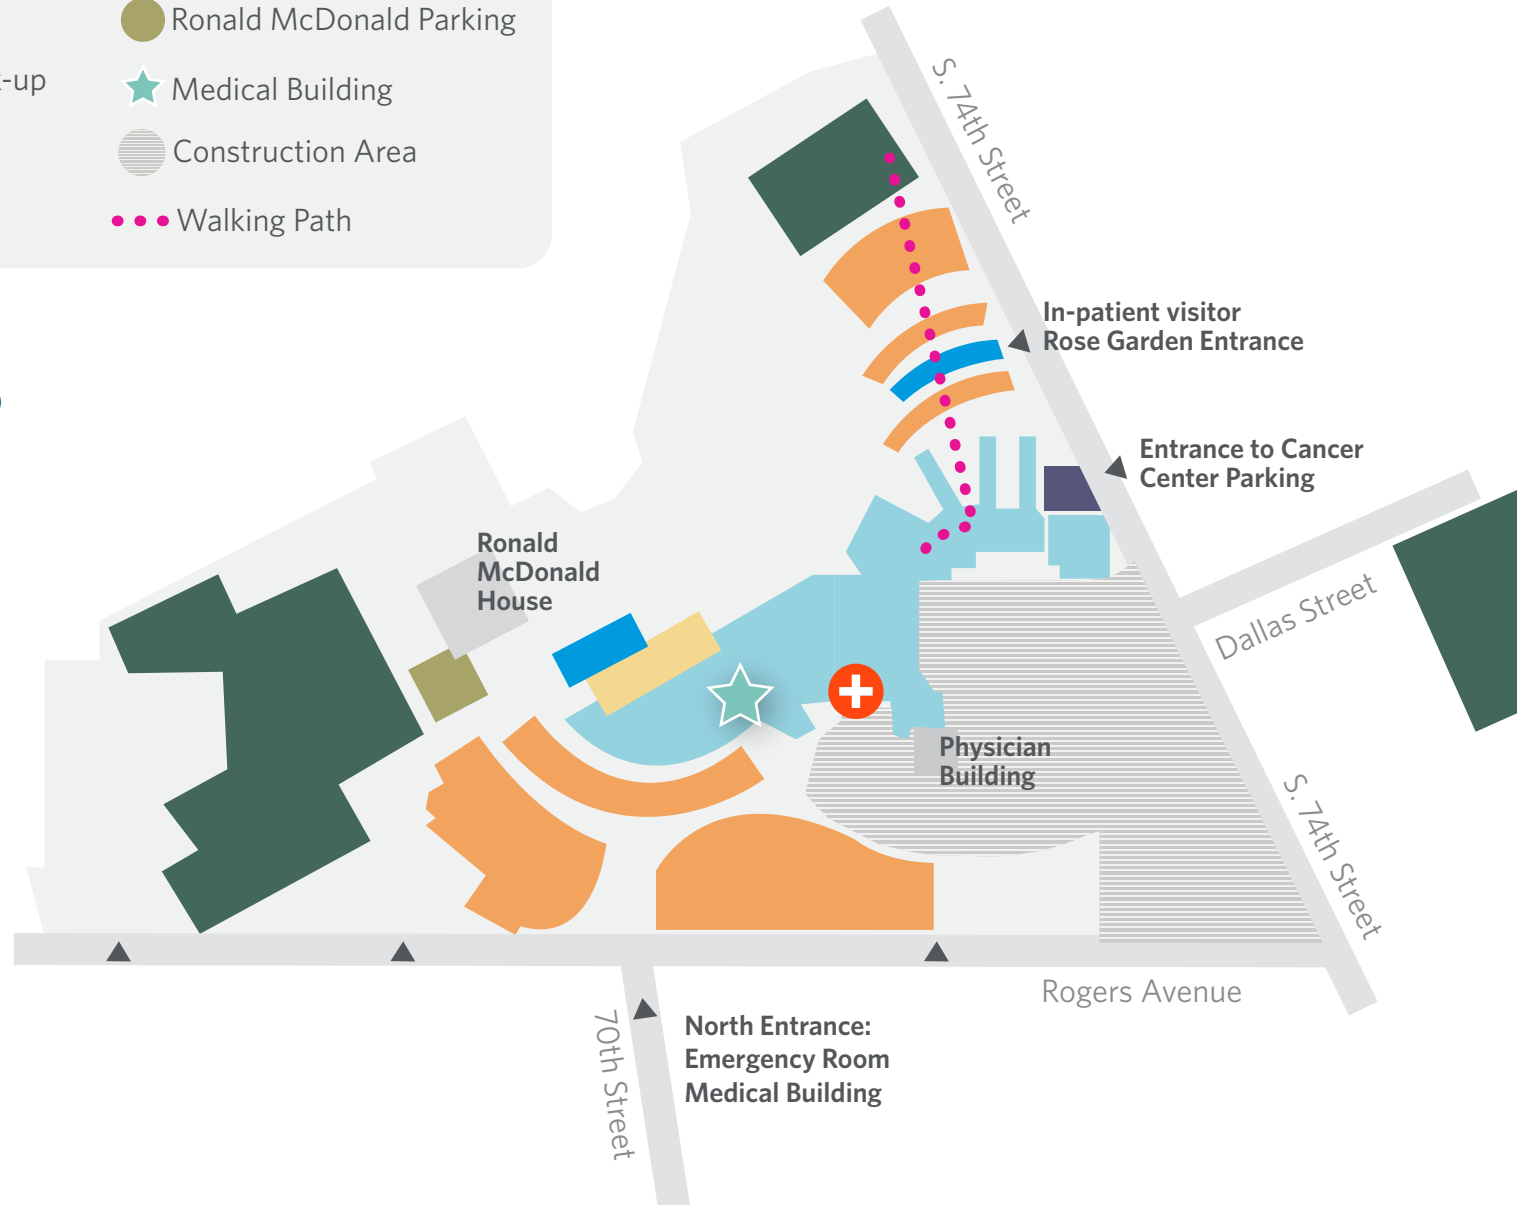 Ronald McDonald Parking
-up
Medical Building
Construction Area
Walking Path
S. 74th Street
In-patient visitor
Rose Garden Entrance
Entrance to Cancer
Center Parking
Ronald
McDonald
House
Dallas Street
Physician
Building
S. 74th Street
Rogers Avenue
70th Street
North Entrance:
Emergency Room
Medical Building